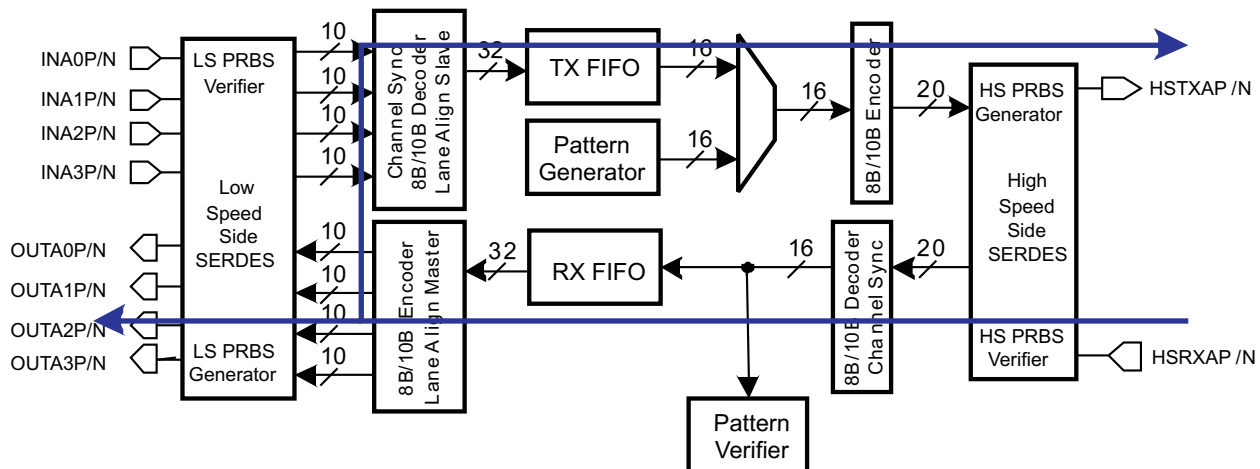 10
10
10
10
INA0P/N
INA1P/N
INA2P/N
INA3P/N
LS PRBS
Verifier
Low
Speed
Side
SERDES
LS PRBS
Generator
Channel Sync
8B/10B Decoder
Lane Align Slave
32
TX FIFO
16
Pattern
Generator
16
16
8B/10B Encoder
20
HS PRBS
Generator
High
Speed
Side
SERDES
HS PRBS
Verifier
HSTXAP /N
HSRXAP /N
OUTA0P/N
OUTA1P/N
OUTA2P/N
OUTA3P/N
10
10
10
10
8B/10B Encoder
Lane Align Master
32
RX FIFO
16
8B/10B Decoder
Channel Sync
20
Pattern
Verifier